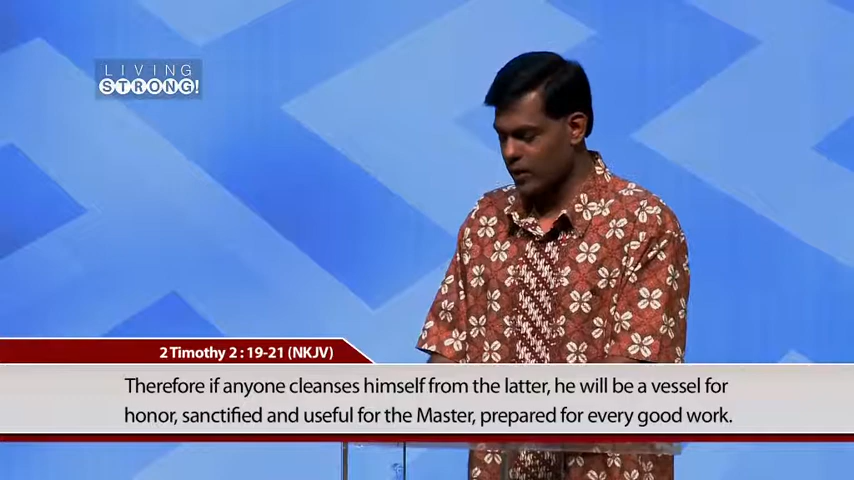 LIVING
STRONG!
2 Timothy 2 : 19-21 (NKJV)
Therefore if anyone cleanses himself from the latter, he will be a vessel for
honor, sanctified and useful for the Master, prepared for every good work.